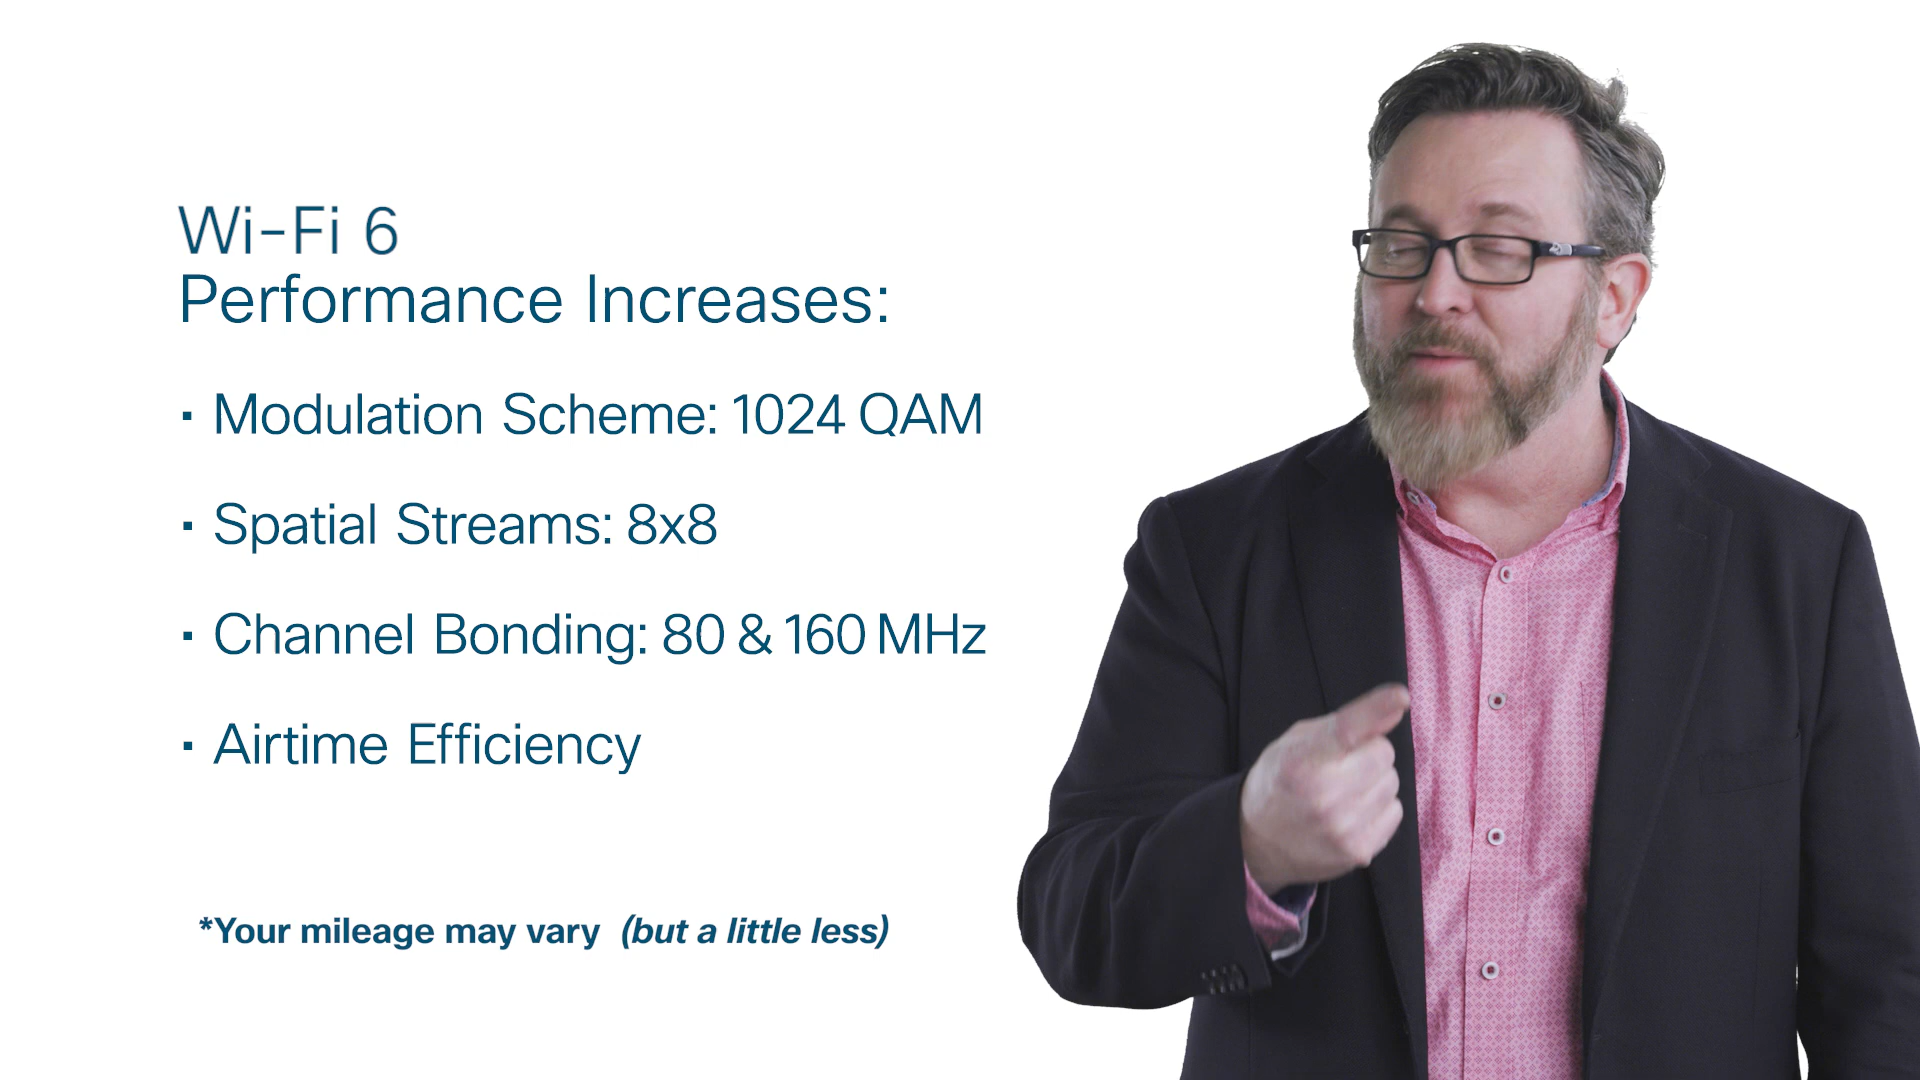 Wi-Fi 6
Performance Increases:
▪ Modulation Scheme: 1024 QAM
▪ Spatial Streams: 8x8
▪ Channel Bonding: 80 & 160 MHz
▪ Airtime Efficiency
*Your mileage may vary (but a little less)